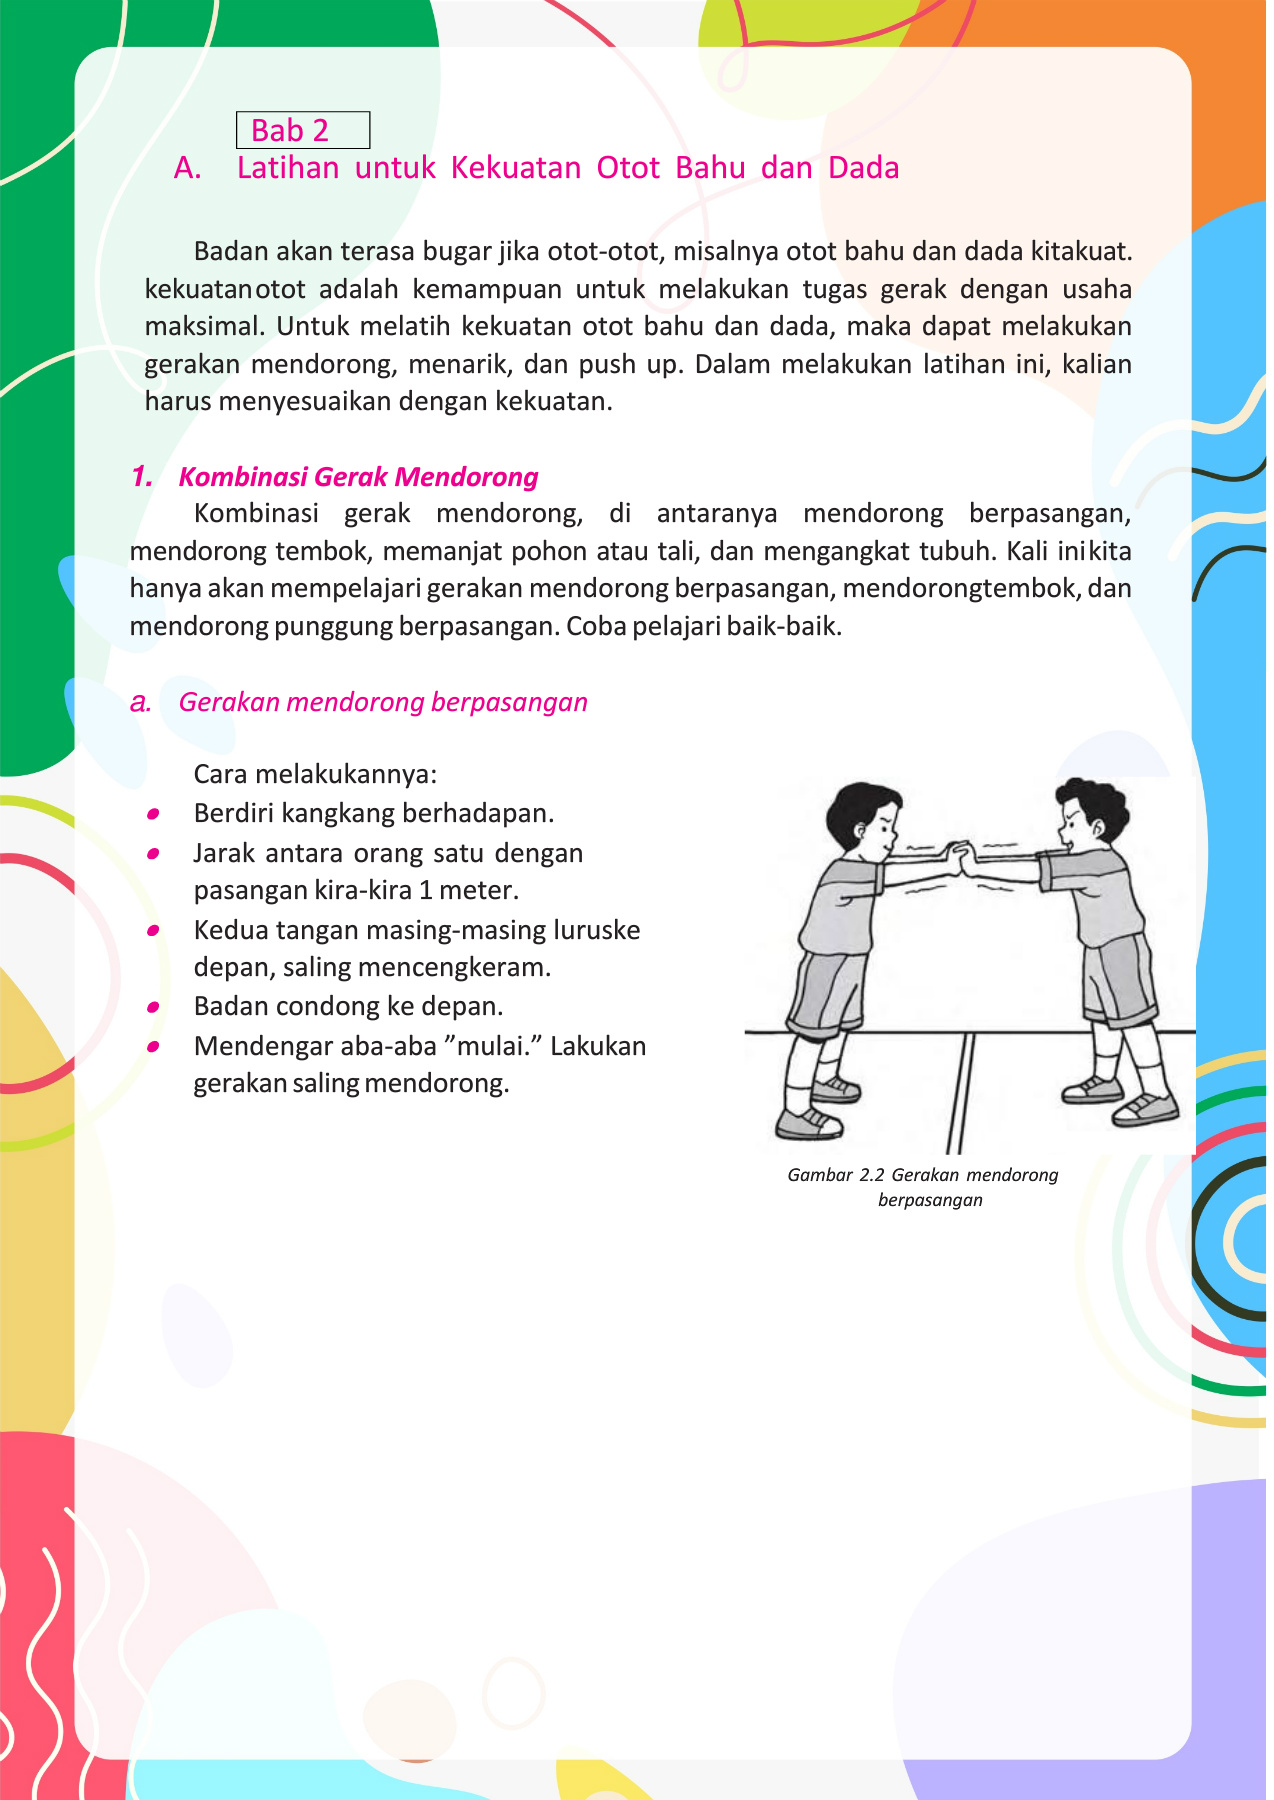 Bab 2
A. Latihan untuk Kekuatan Otot Bahu dan Dada
Badan akan terasa bugar jika otot-otot, misalnya otot bahu dan dada kitakuat.
kekuatanotot adalah kemampuan untuk melakukan tugas gerak dengan usaha
maksimal. Untuk melatih kekuatan otot bahu dan dada, maka dapat melakukan
gerakan mendorong, menarik, dan push up. Dalam melakukan latihan ini, kalian
harus menyesuaikan dengan kekuatan.
1. Kombinasi Gerak Mendorong
Kombinasi gerak mendorong, di antaranya mendorong berpasangan,
mendorong tembok, memanjat pohon atau tali, dan mengangkat tubuh. Kali inikita
hanya akan mempelajari gerakan mendorong berpasangan, mendorongtembok, dan
mendorong punggung berpasangan. Coba pelajari baik-baik.
a. Gerakan mendorong berpasangan
Cara melakukannya:
• Berdiri kangkang berhadapan.
• Jarak antara orang satu dengan
pasangan kira-kira 1 meter.
• Kedua tangan masing-masing luruske
depan, saling mencengkeram.
• Badan condong ke depan.
• Mendengar aba-aba ”mulai.” Lakukan
gerakan saling mendorong.
Gambar 2.2 Gerakan mendorong
berpasangan